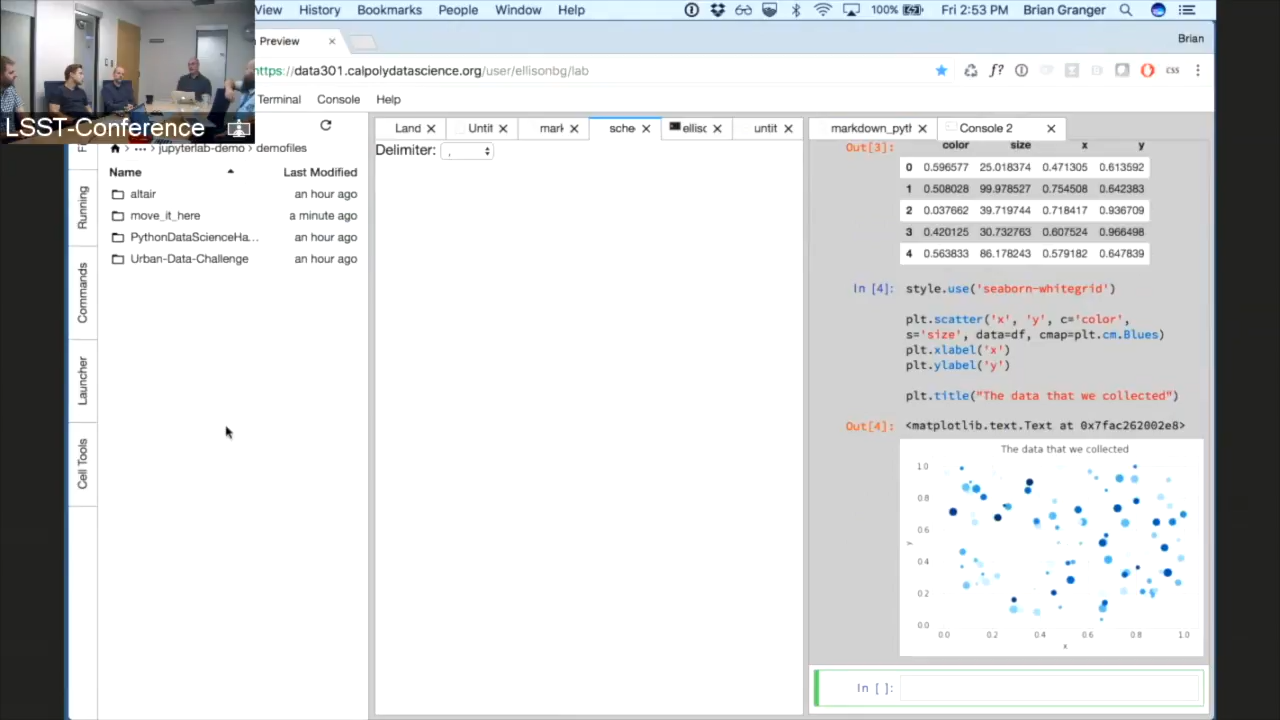 View History Bookmarks People Window Help 100% Fri 2:53 PM Brian Granger
Preview
Brian
https://data301.calpolydatascience.org/user/ellisonbg/lab
css
Terminal Console Help
LSST-Conference
jupyterlab-demo > demofiles
Name Last Modified
altair an hour ago
move_it_here a minute ago
PythonDataScienceHa... an hour ago
Urban-Data-Challenge an hour ago
Running
Commands
Launcher
Cell Tools
Land Untit mark sche ellisc untit
Delimiter: ,
markdown_pyth Console 2
Out[3]: color size x y
0 0.596577 25.018374 0.471305 0.613592
1 0.508028 99.978527 0.754508 0.642383
2 0.037662 39.719744 0.718417 0.936709
3 0.420125 30.732763 0.607524 0.966498
4 0.563833 86.178243 0.579182 0.647839
In [4]: style.use('seaborn-whitegrid')
plt.scatter('x', 'y', c='color',
s='size', data=df, cmap=plt.cm.Blues)
plt.xlabel('x')
plt.ylabel('y')
plt.title("The data that we collected")
Out[4]: <matplotlib.text.Text at 0x7fac262002e8>
The data that we collected
1.0
0.8
0.6
y
0.4
0.2
0.0
0.0 0.2 0.4 0.6 0.8 1.0
x
In [ ]: